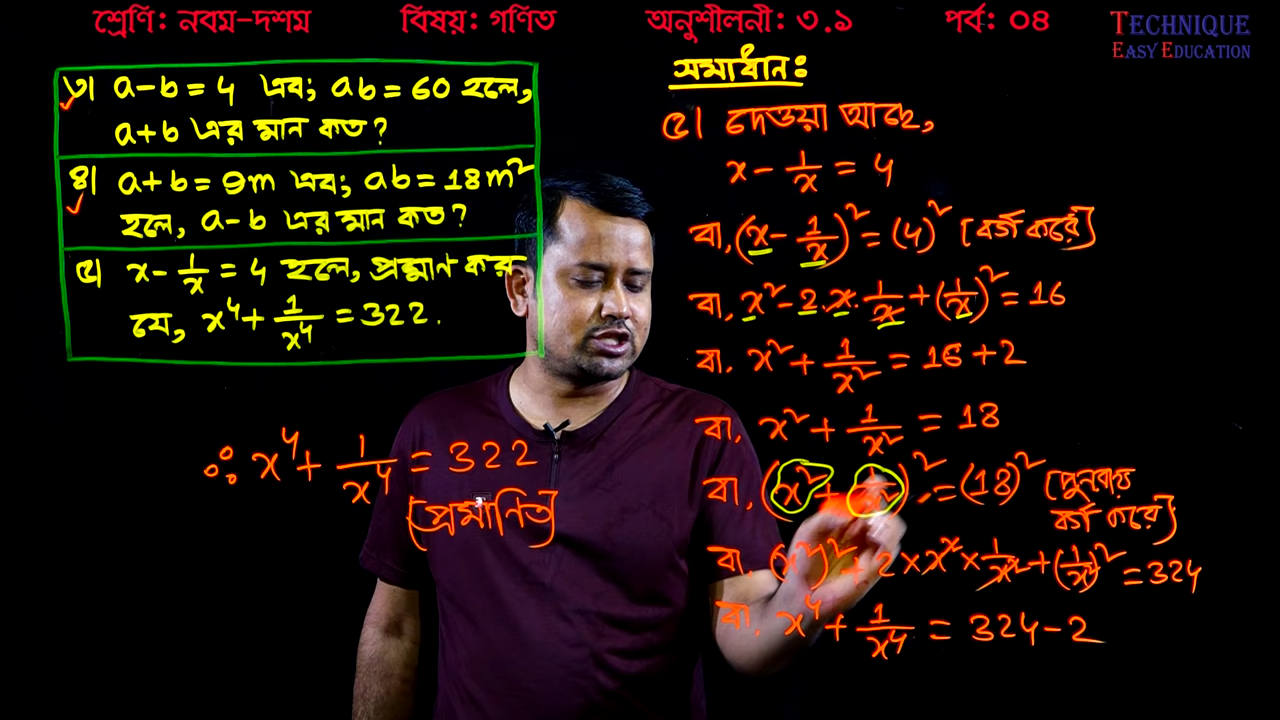 শ্রেণি: নবম-দশম বিষয়: গণিত অনুশীলনী: ৩.১ পর্ব: ০৪
TECHNIQUE
EASY EDUCATION
৩। a-b=4 এবং ab=60 হলে,
a+b এর মান কত?
৪। a+b=9m এবং ab=18m²
হলে, a-b এর মান কত?
৫। x-1/x=4 হলে, প্রমাণ কর
যে, x⁴+1/x⁴=322.
∴ x⁴+1/x⁴=322
[প্রমাণিত]
সমাধান:
৫। দেওয়া আছে,
x-1/x=4
বা, (x-1/x)²=(4)² [বর্গ করে]
বা, x²-2.x.1/x+(1/x)²=16
বা, x²+1/x²=16+2
বা, x²+1/x²=18
বা, (x²+1/x²)²=(18)² [পুনরায়
বর্গ করে]
বা, (x²)²+2×x²×1/x²+(1/x²)²=324
বা, x⁴+1/x⁴=324-2